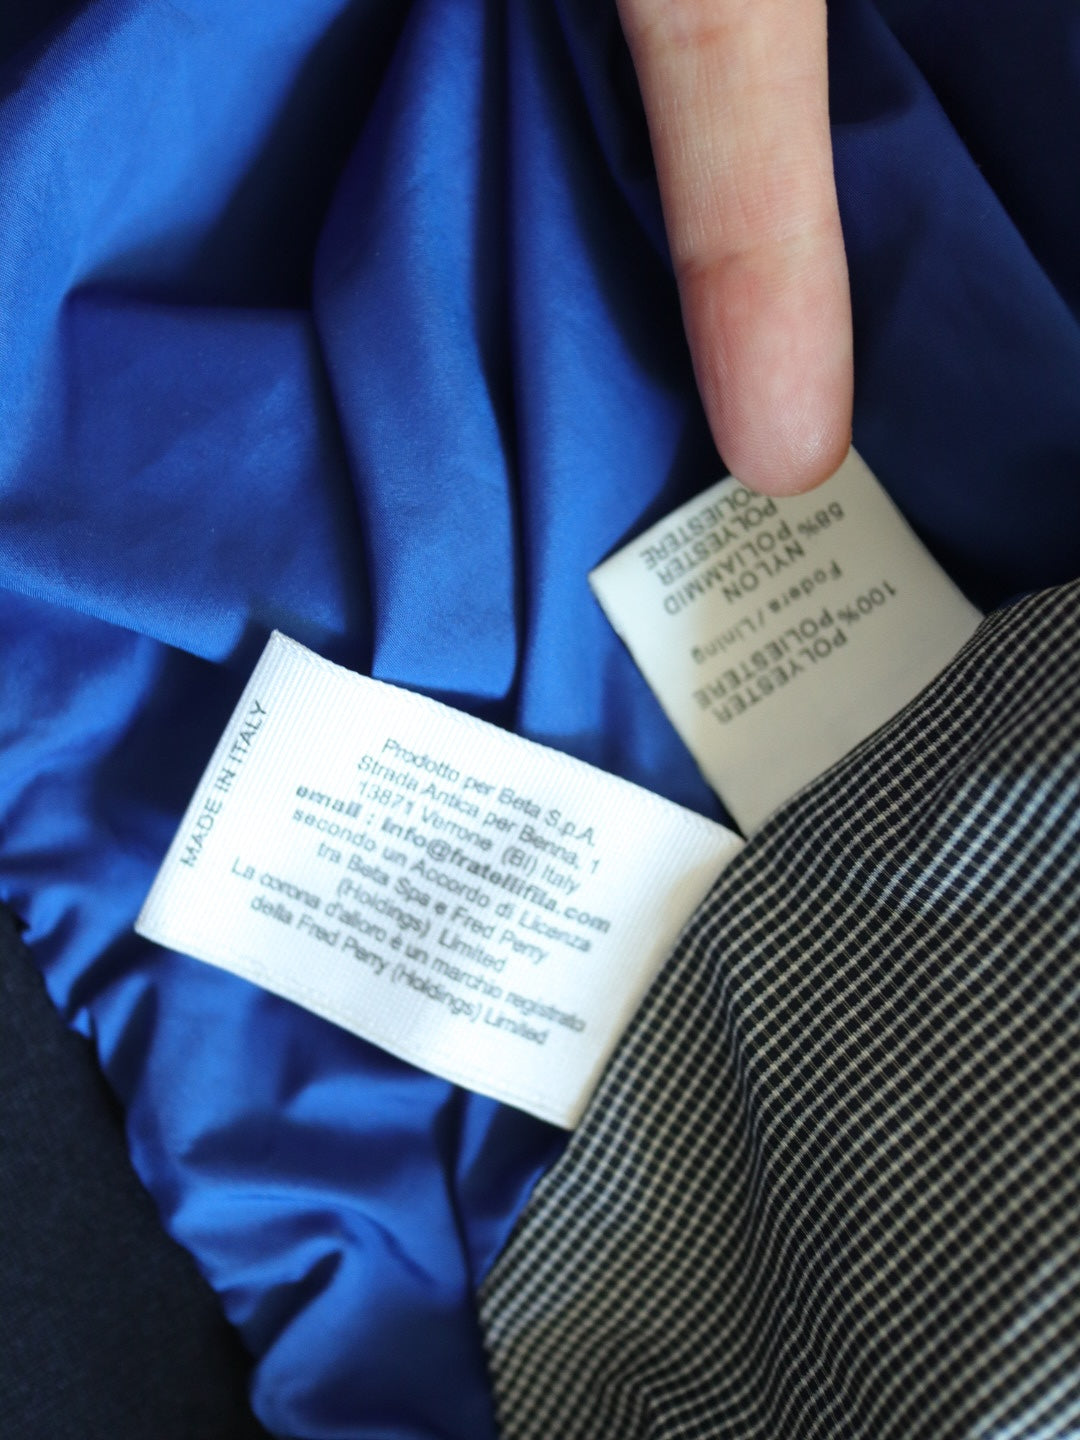 MADE IN ITALY
Prodotto per Beta S.p.A.
Strada Antica per Benna, 1
13871 Verrone (BI) Italy
email : info@fratellifila.com
secondo un Accordo di Licenza
tra Beta Spa e Fred Perry
(Holdings) Limited
La corona d'alloro è un marchio registrato
della Fred Perry (Holdings) Limited
POLIESTERE
POLYESTER
POLIAMMID
NYLON
Fodera / Lining
100% POLIESTERE
POLYESTER